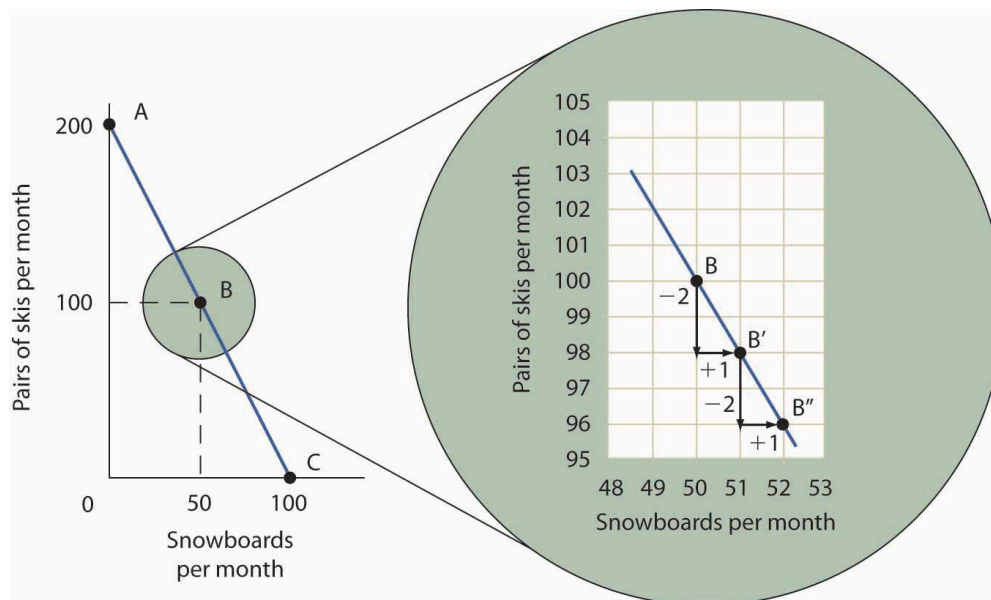 Pairs of skis per month
200
100
0
50
100
A
B
C
Snowboards
per month
Pairs of skis per month
105
104
103
102
101
100
99
98
97
96
95
48 49 50 51 52 53
B
−2
+1
B'
−2
+1
B"
Snowboards per month